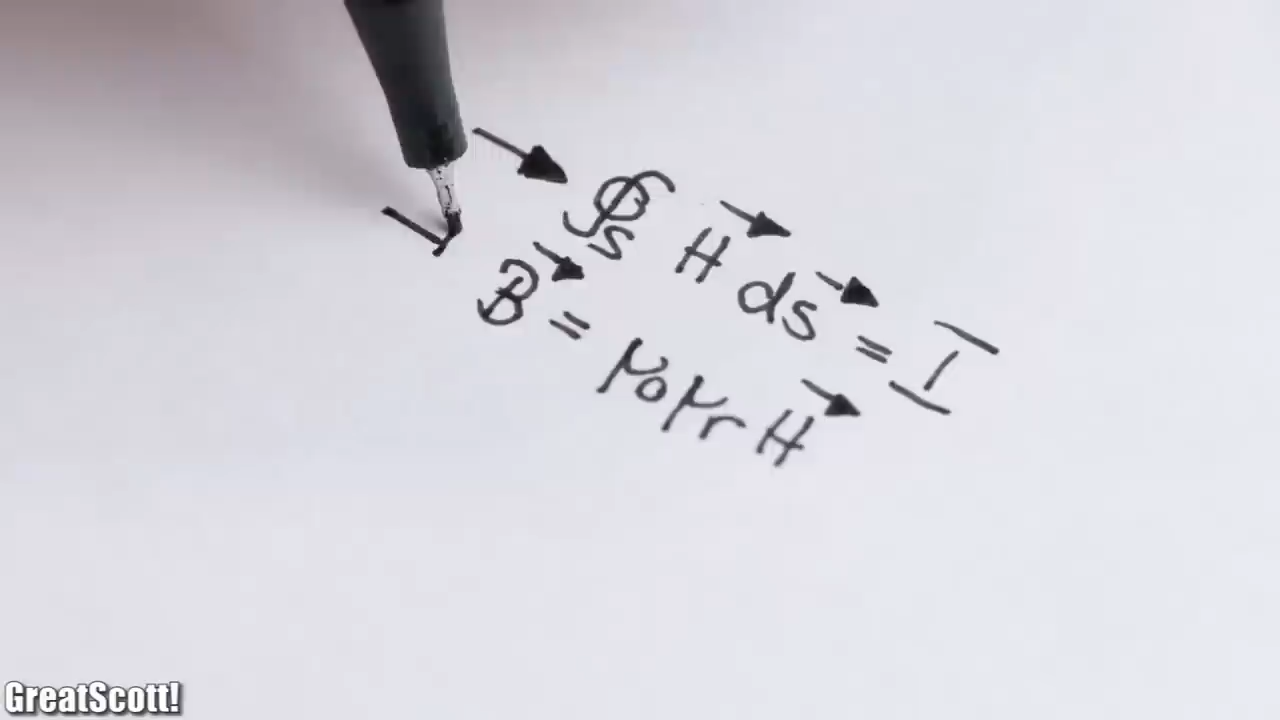 → ∮ₛ H⃗ ds⃗ = I
B⃗ = μ₀μᵣ H⃗
GreatScott!